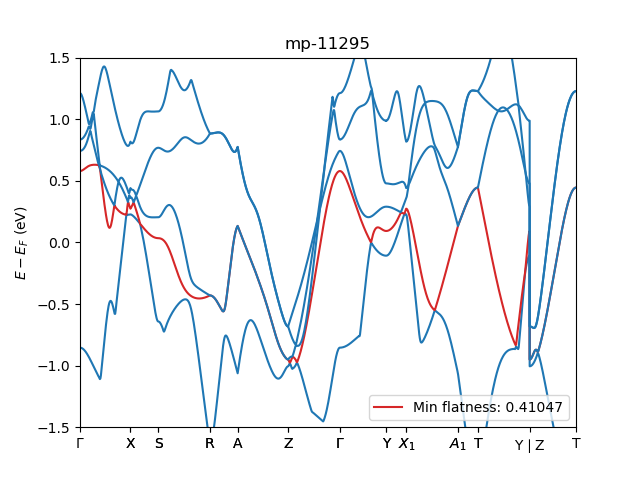 mp-11295
E − E_F (eV)
1.5
1.0
0.5
0.0
−0.5
−1.0
−1.5
Min flatness: 0.41047
Γ X S R A Z Γ Y X₁ A₁ T Y | Z T